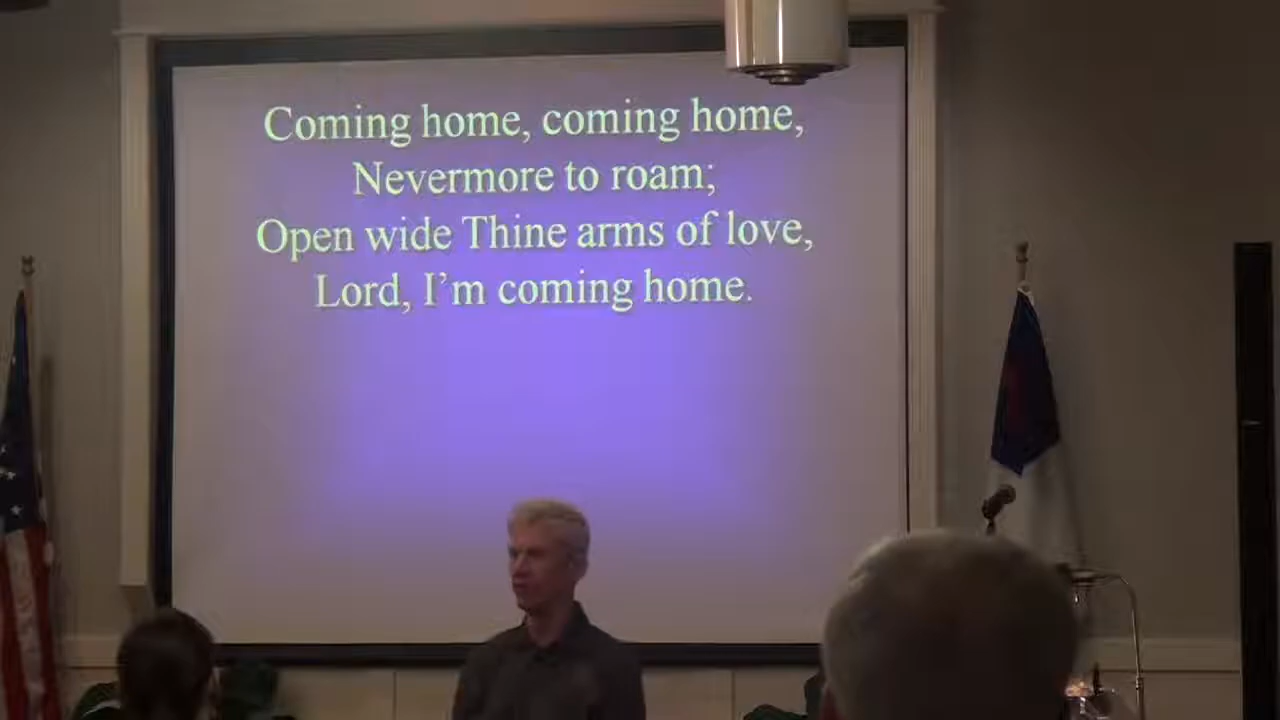 Coming home, coming home,
Nevermore to roam;
Open wide Thine arms of love,
Lord, I’m coming home.